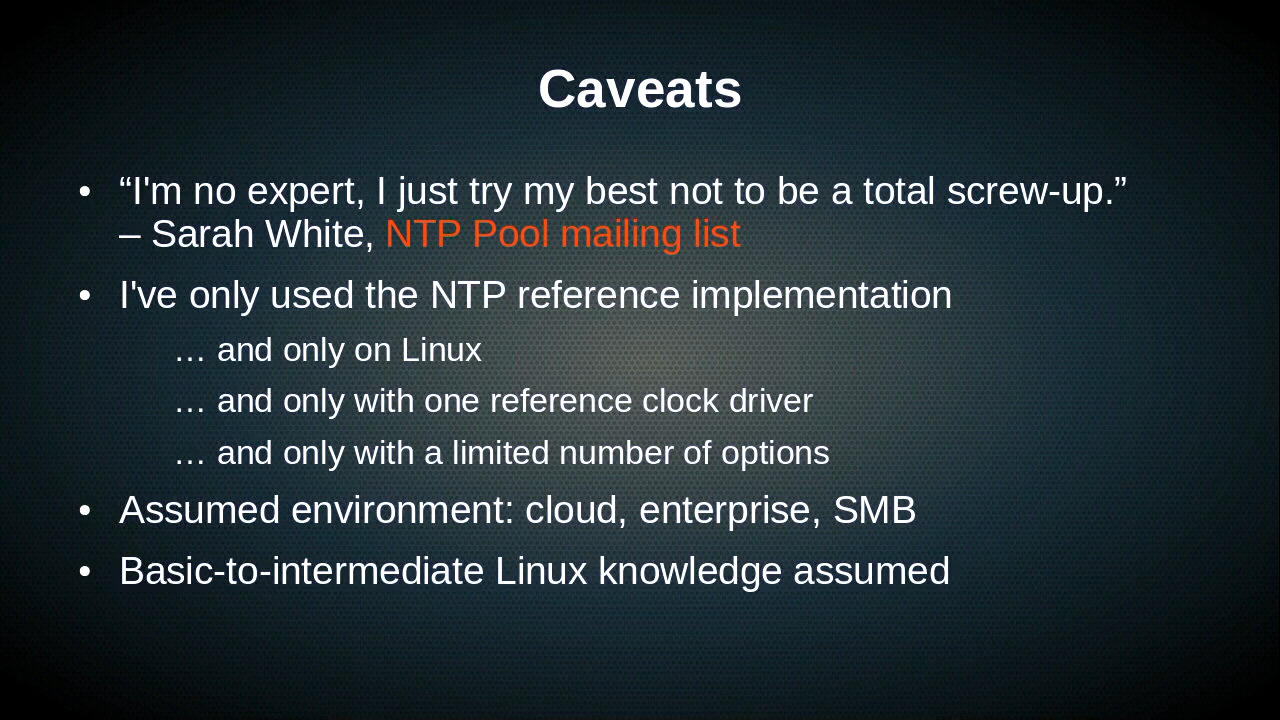 Caveats
• “I'm no expert, I just try my best not to be a total screw-up.”
– Sarah White, NTP Pool mailing list
• I've only used the NTP reference implementation
… and only on Linux
… and only with one reference clock driver
… and only with a limited number of options
• Assumed environment: cloud, enterprise, SMB
• Basic-to-intermediate Linux knowledge assumed